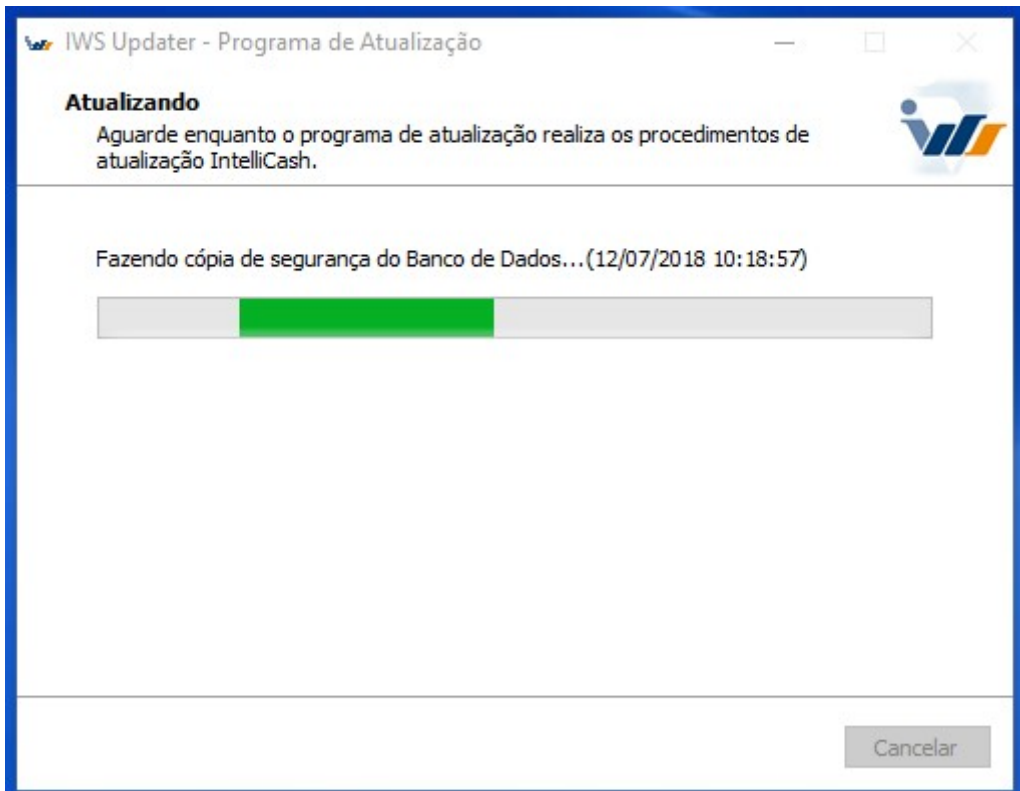 IWS Updater - Programa de Atualização
Atualizando
Aguarde enquanto o programa de atualização realiza os procedimentos de
atualização IntelliCash.
iws
Fazendo cópia de segurança do Banco de Dados...(12/07/2018 10:18:57)
Cancelar